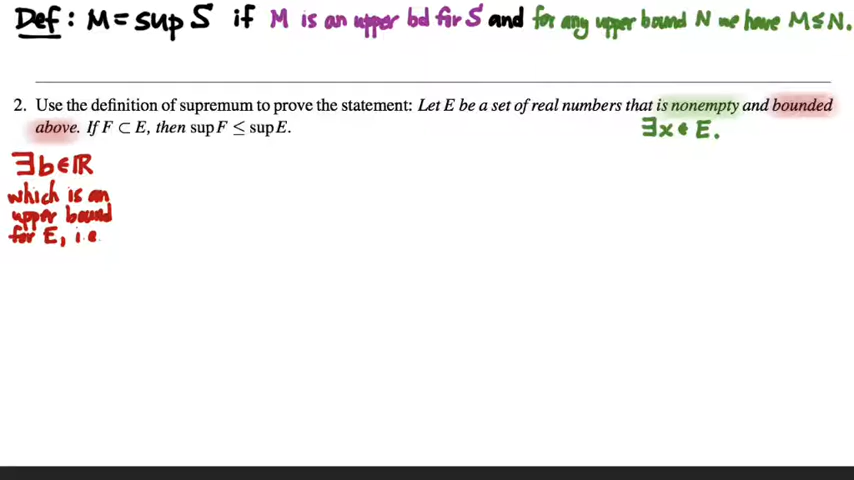 Def: M = sup S if M is an upper bd for S and for any upper bound N we have M ≤ N.
2. Use the definition of supremum to prove the statement: Let E be a set of real numbers that is nonempty and bounded
above. If F ⊂ E, then sup F ≤ sup E.
∃x ∈ E.
∃b ∈ ℝ
which is an
upper bound
for E, i.e